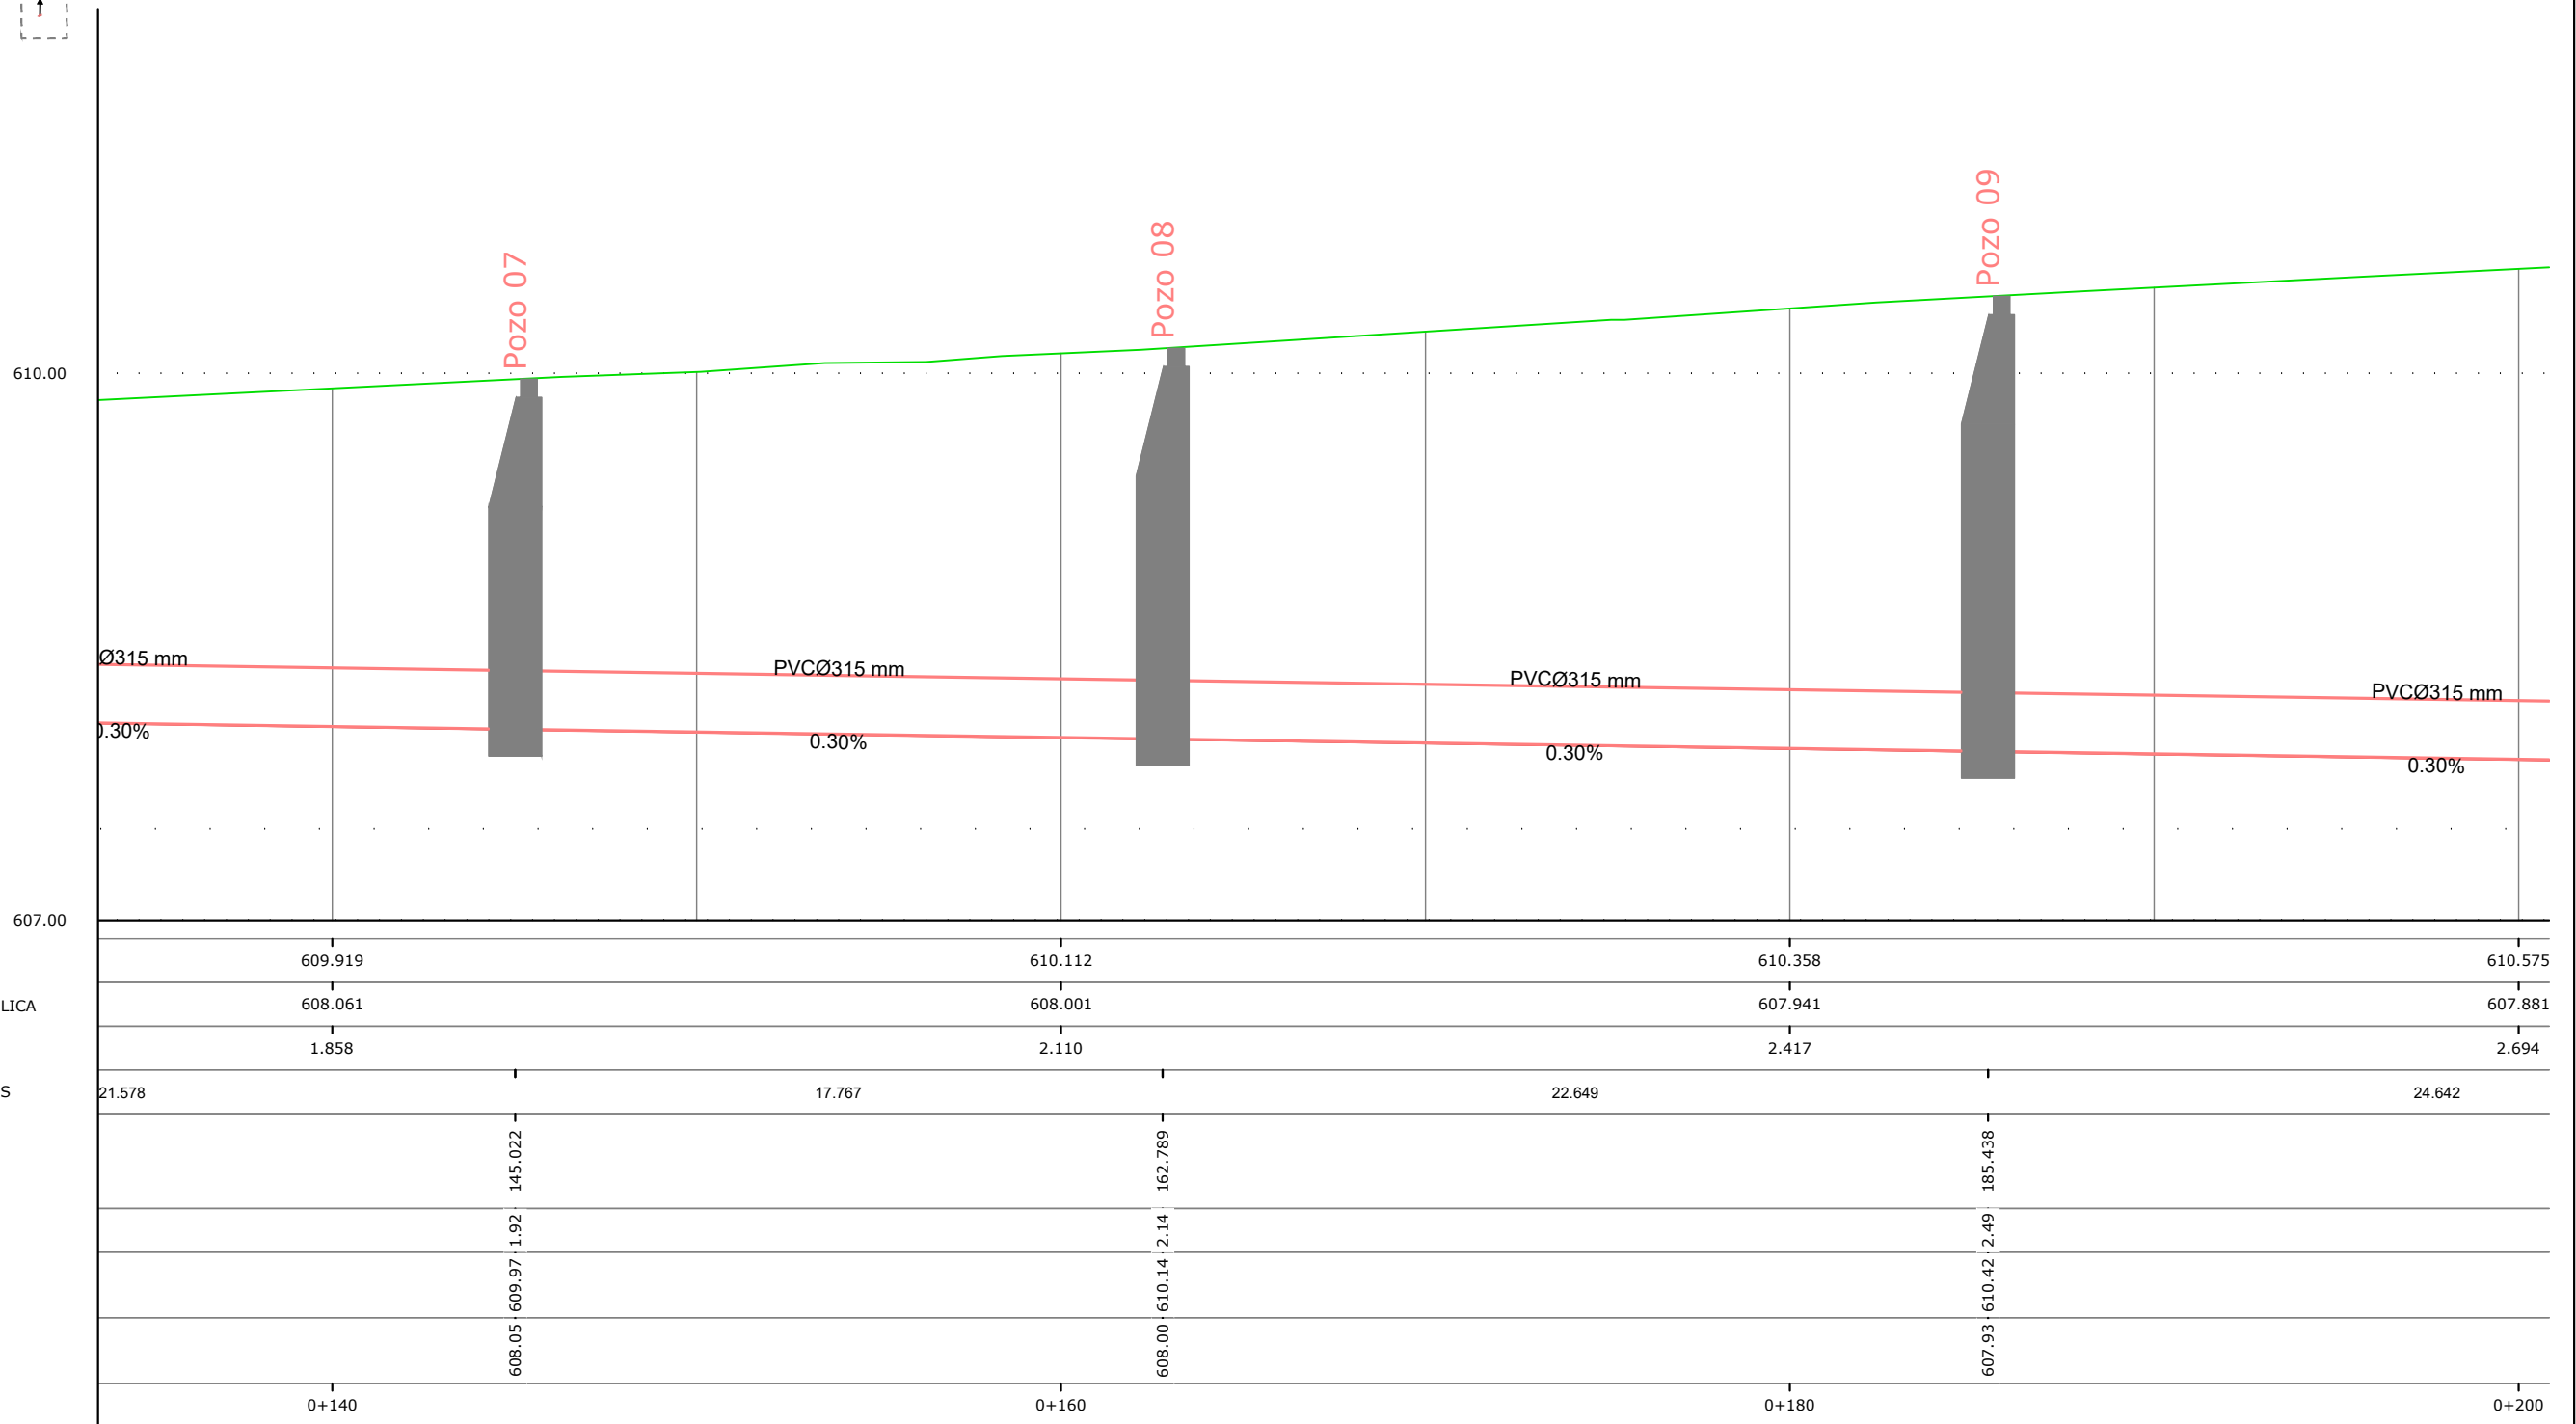 Pozo 07
Pozo 08
Pozo 09
610.00
Ø315 mm
PVCØ315 mm
PVCØ315 mm
PVCØ315 mm
0.30%
0.30%
0.30%
0.30%
607.00
609.919 610.112 610.358 610.575
LICA 608.061 608.001 607.941 607.881
1.858 2.110 2.417 2.694
S 21.578 17.767 22.649 24.642
145.022 162.789 185.438
1.92 2.14 2.49
609.97 610.14 610.42
608.05 608.00 607.93
0+140 0+160 0+180 0+200